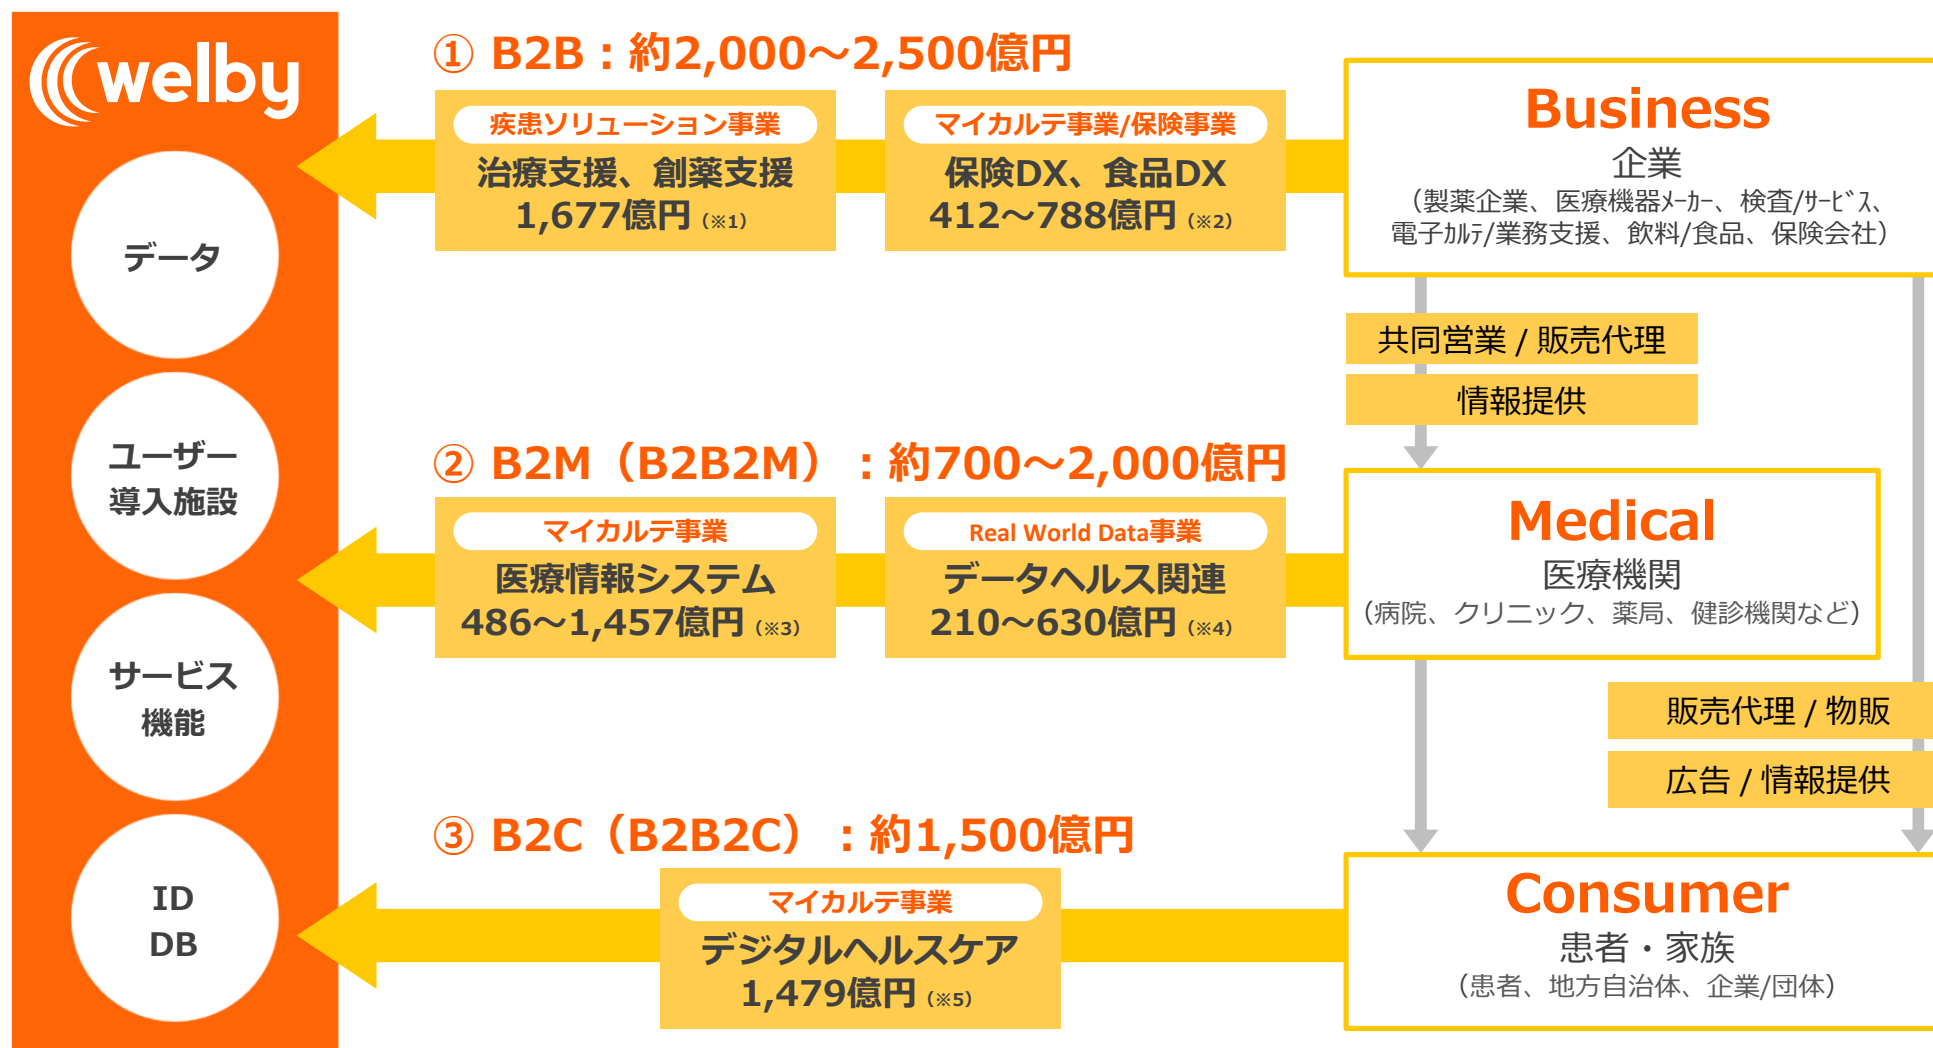 welby
データ
ユーザー
導入施設
サービス
機能
ID
DB
① B2B：約2,000～2,500億円
疾患ソリューション事業
治療支援、創薬支援
1,677億円（※1）
マイカルテ事業/保険事業
保険DX、食品DX
412～788億円（※2）
Business
企業
（製薬企業、医療機器ﾒｰｶｰ、検査/ｻｰﾋﾞｽ、
電子ｶﾙﾃ/業務支援、飲料/食品、保険会社）
共同営業 / 販売代理
情報提供
② B2M（B2B2M）：約700～2,000億円
マイカルテ事業
医療情報システム
486～1,457億円（※3）
Real World Data事業
データヘルス関連
210～630億円（※4）
Medical
医療機関
（病院、クリニック、薬局、健診機関など）
販売代理 / 物販
広告 / 情報提供
③ B2C（B2B2C）：約1,500億円
マイカルテ事業
デジタルヘルスケア
1,479億円（※5）
Consumer
患者・家族
（患者、地方自治体、企業/団体）